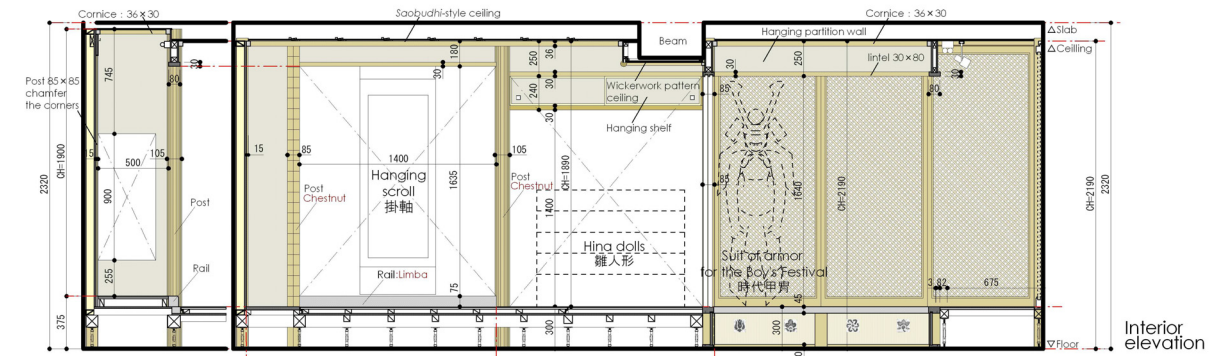 Cornice：36×30
Saobudhi-style ceiling
Cornice：36×30
Hanging partition wall
Beam
△Slab
△Ceilling
lintel 30×80
180
36
250
250
30
30
30
30
30
745
80
Post 85×85
chamfer
the corners
Wickerwork pattern
ceiling
85
80
240
30
Hanging shelf
15
500
105
15
85
1400
105
CH=1900
2320
900
Hanging
scroll
掛軸
1635
Post
Chestnut
Post
Chestnut
CH=1890
1400
85
1640
CH=2190
CH=2190
2320
Post
Hina dolls
雛人形
Suit of armor
for the Boy's Festival
時代甲冑
Rail
Rail:Limba
255
75
3
82
675
45
375
300
300
▽Floor
Interior
elevation